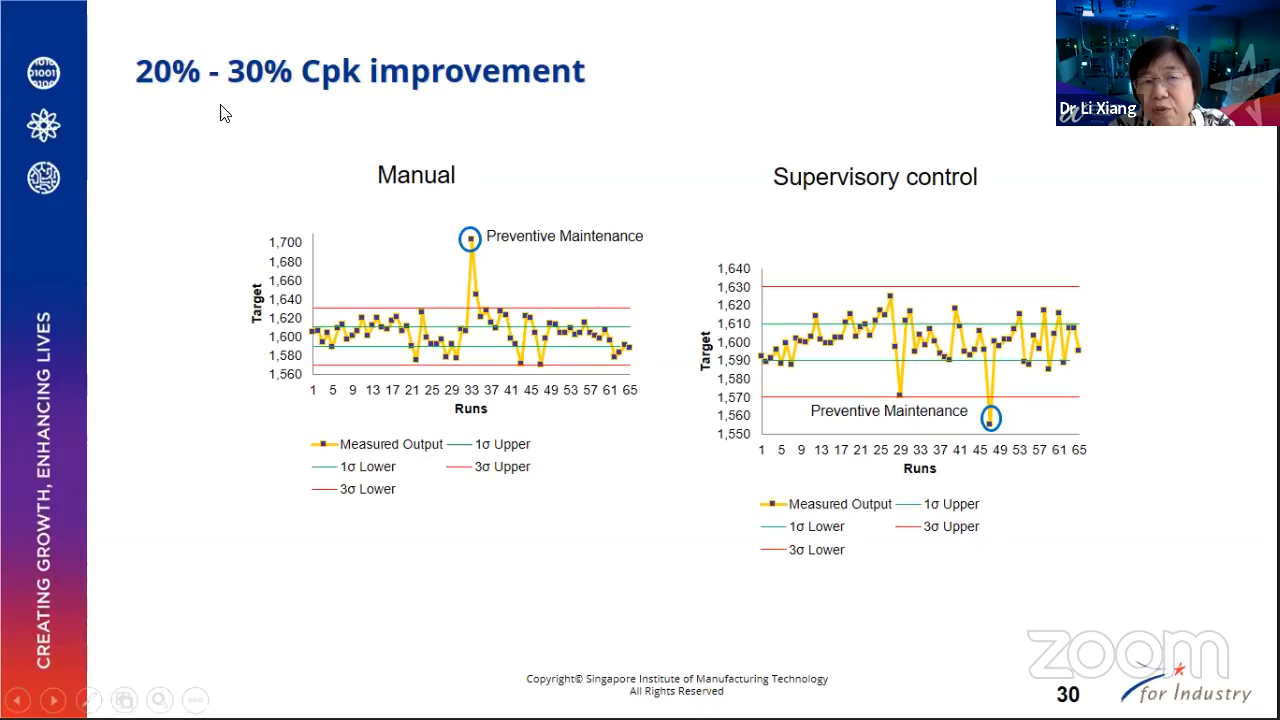 20% - 30% Cpk improvement
Dr Li Xiang
Manual
Supervisory control
Preventive Maintenance
1,700
1,680
1,660
1,640
1,620
1,600
1,580
1,560
Target
1 5 9 13 17 21 25 29 33 37 41 45 49 53 57 61 65
Runs
Measured Output
1σ Upper
1σ Lower
3σ Upper
3σ Lower
1,640
1,630
1,620
1,610
1,600
1,590
1,580
1,570
1,560
1,550
Target
Preventive Maintenance
1 5 9 13 17 21 25 29 33 37 41 45 49 53 57 61 65
Runs
Measured Output
1σ Upper
1σ Lower
3σ Upper
3σ Lower
CREATING GROWTH, ENHANCING LIVES
Copyright© Singapore Institute of Manufacturing Technology
All Rights Reserved
30
zoom
for Industry